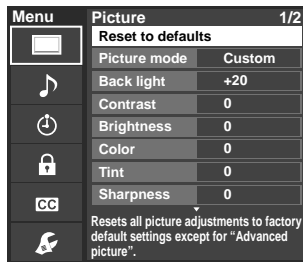 Menu
Picture 1/2
Reset to defaults
Picture mode Custom
Back light +20
Contrast 0
Brightness 0
Color 0
Tint 0
Sharpness 0
CC
Resets all picture adjustments to factory
default settings except for “Advanced
picture”.